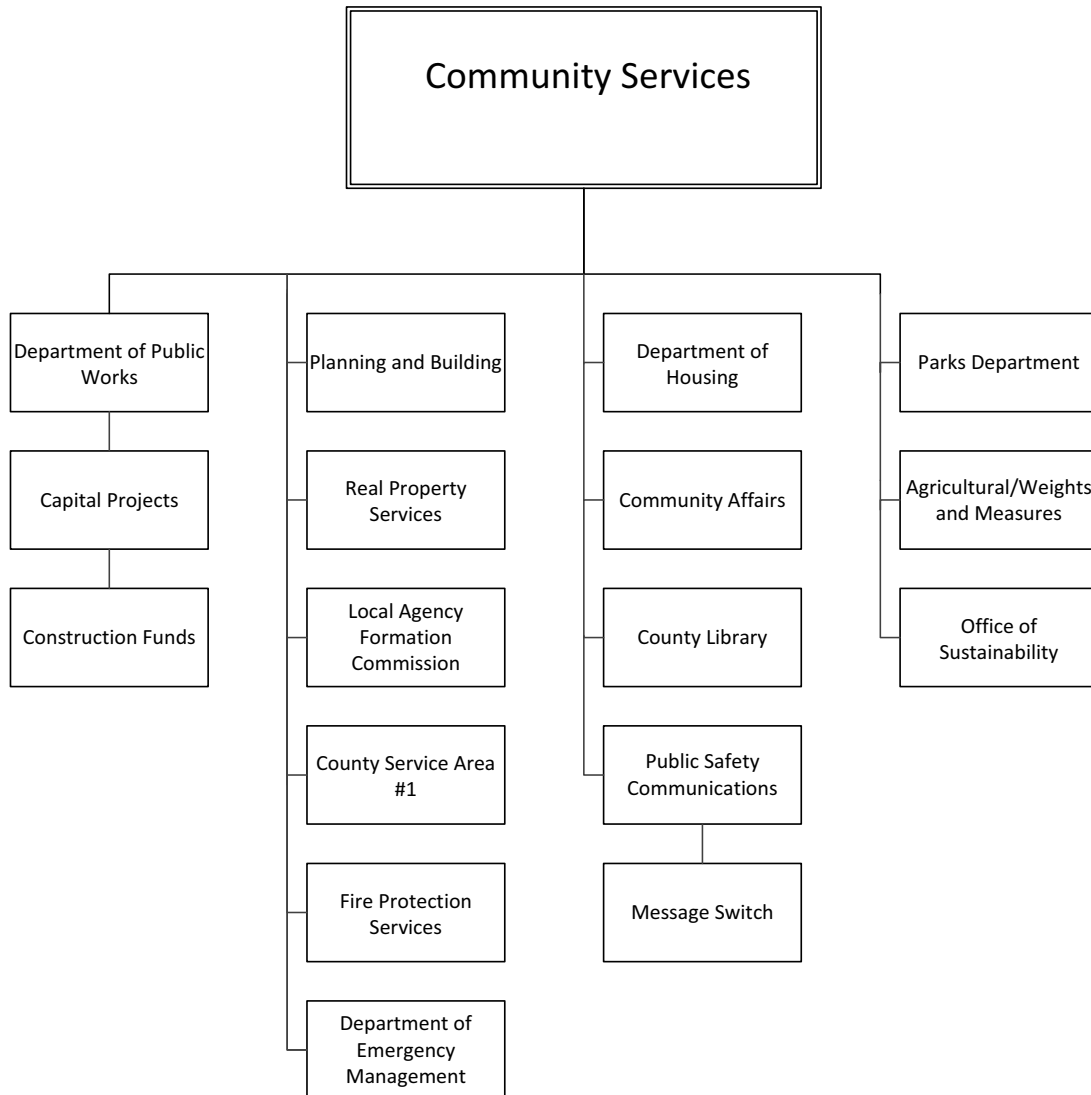 Community Services
Department of Public
Works
Capital Projects
Construction Funds
Planning and Building
Real Property
Services
Local Agency
Formation
Commission
County Service Area
#1
Fire Protection
Services
Department of
Emergency
Management
Department of
Housing
Community Affairs
County Library
Public Safety
Communications
Message Switch
Parks Department
Agricultural/Weights
and Measures
Office of
Sustainability